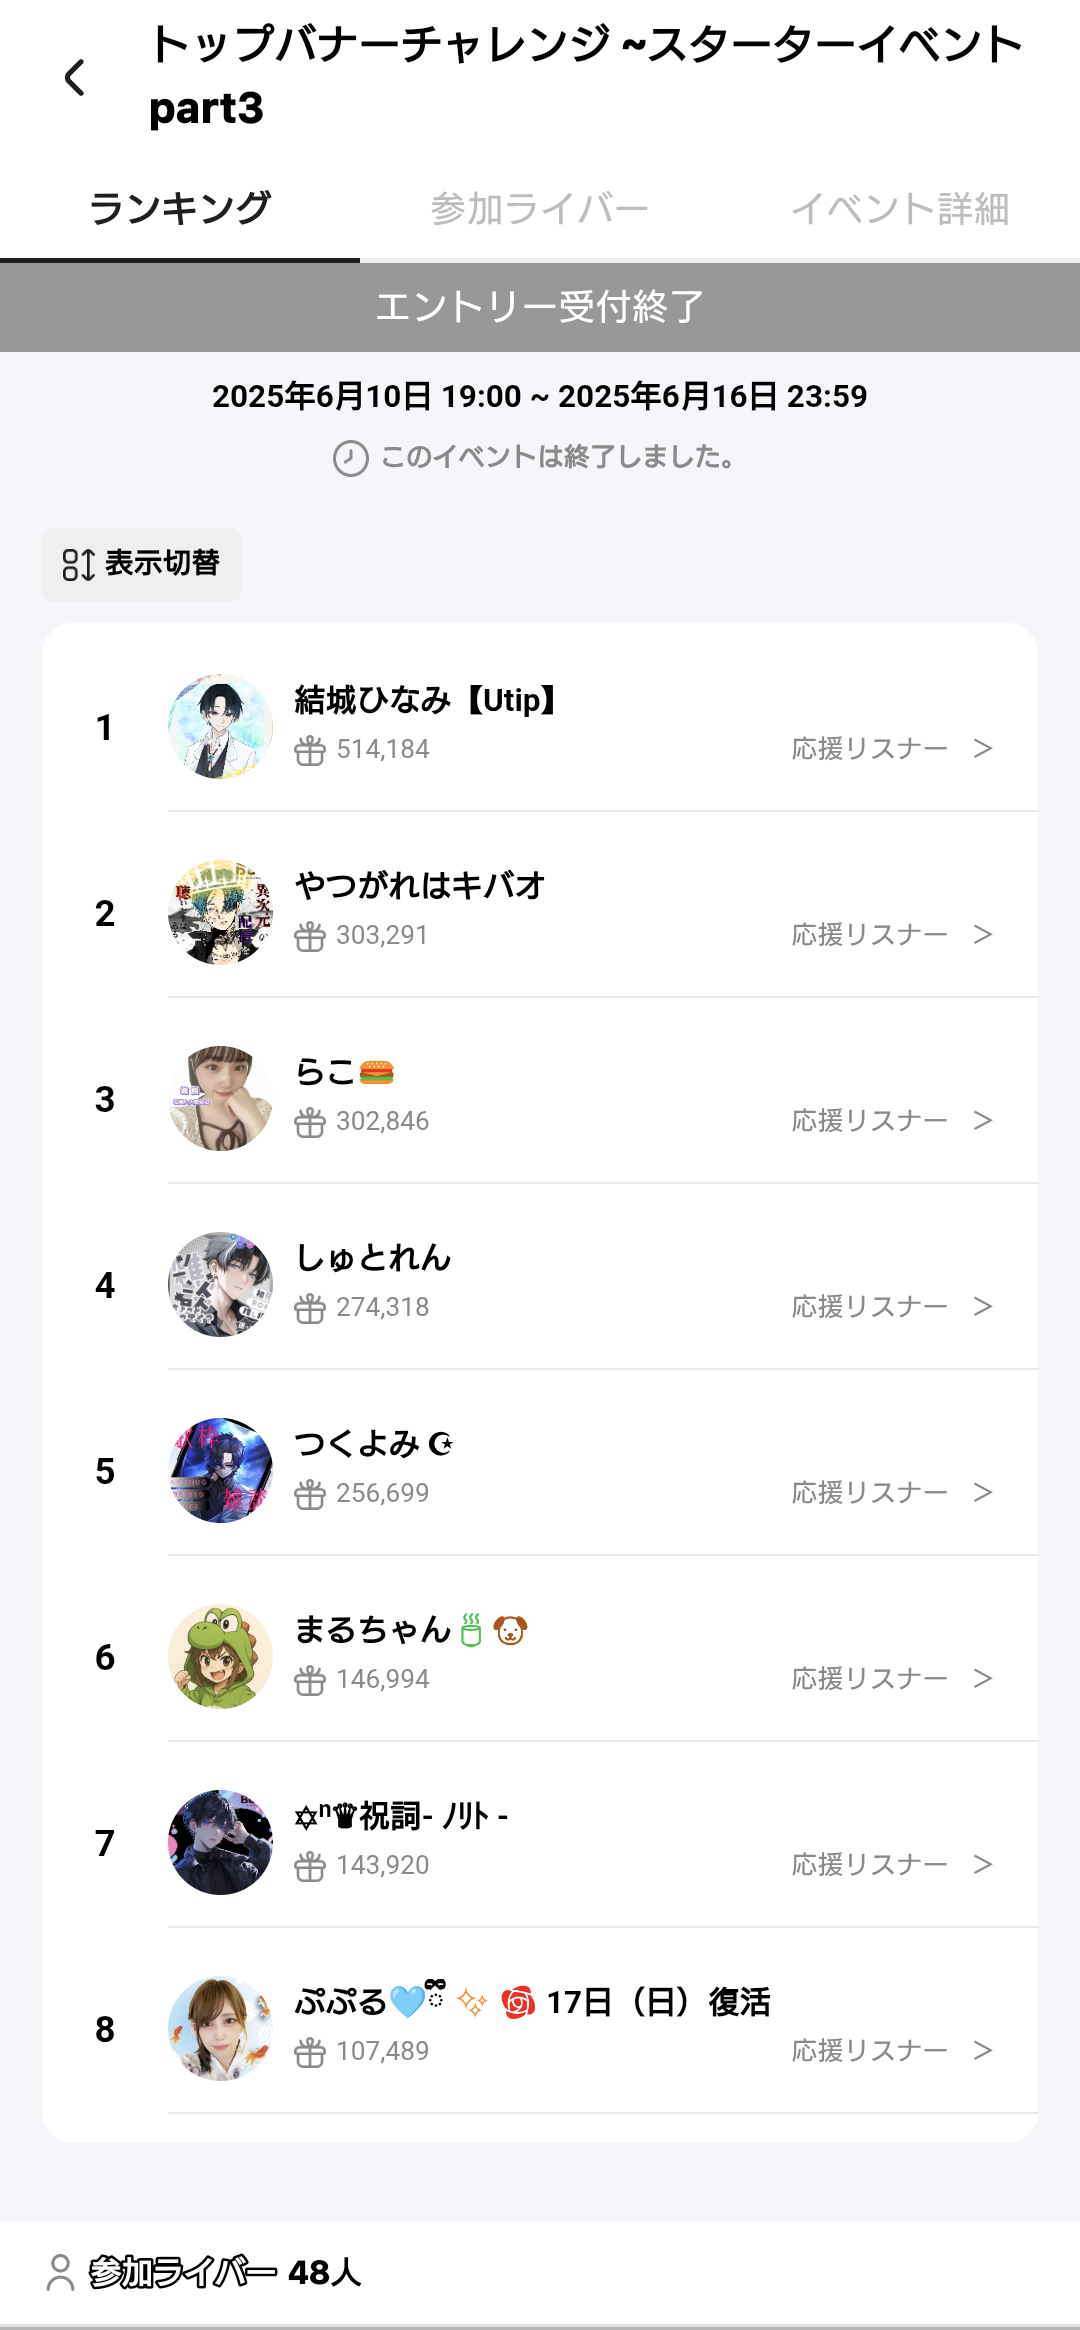 トップバナーチャレンジ ~スターターイベント
part3
ランキング
参加ライバー
イベント詳細
エントリー受付終了
2025年6月10日 19:00 ~ 2025年6月16日 23:59
このイベントは終了しました。
表示切替
1
結城ひなみ【Utip】
514,184
応援リスナー >
2
やつがれはキバオ
303,291
応援リスナー >
3
らこ🍔
302,846
応援リスナー >
4
しゅとれん
274,318
応援リスナー >
5
つくよみ☪
256,699
応援リスナー >
6
まるちゃん🍵🐶
146,994
応援リスナー >
7
✡ⁿ♛祝詞- ﾉﾘﾄ -
143,920
応援リスナー >
8
ぷぷる🩵✨🌹 17日（日）復活
107,489
応援リスナー >
参加ライバー 48人